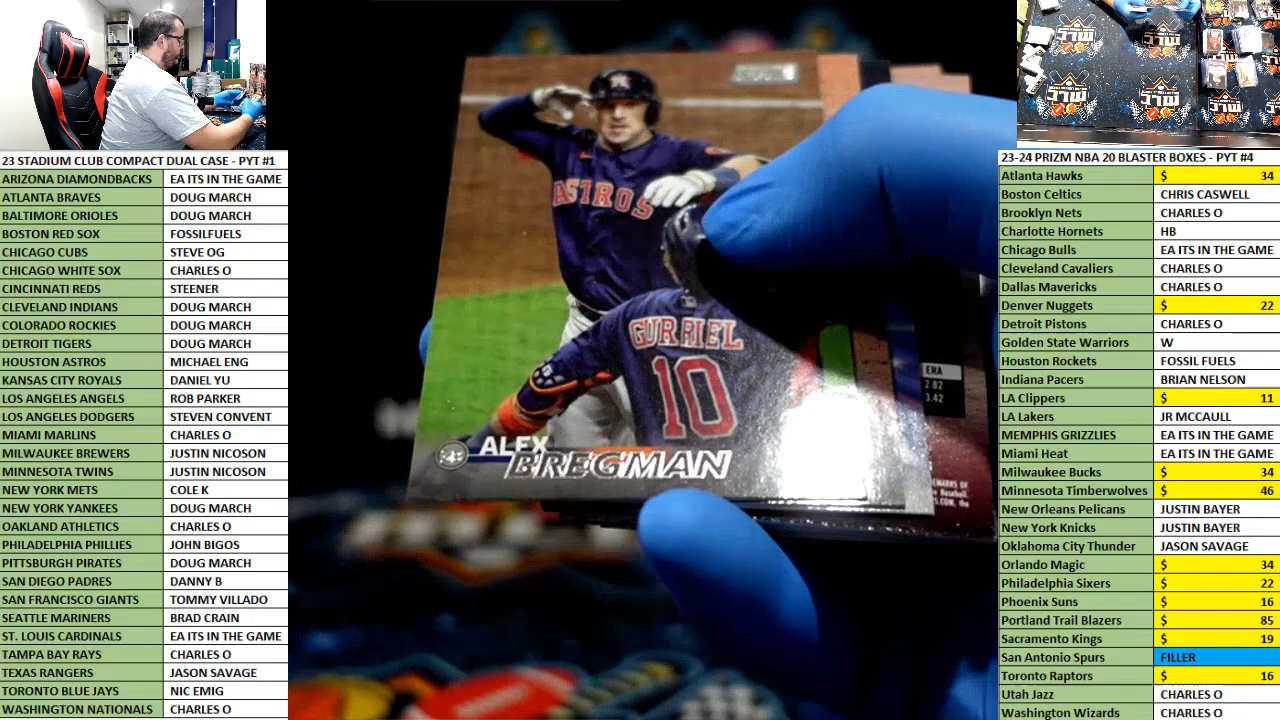 23 STADIUM CLUB COMPACT DUAL CASE - PYT #1
ARIZONA DIAMONDBACKS EA ITS IN THE GAME
ATLANTA BRAVES DOUG MARCH
BALTIMORE ORIOLES DOUG MARCH
BOSTON RED SOX FOSSILFUELS
CHICAGO CUBS STEVE OG
CHICAGO WHITE SOX CHARLES O
CINCINNATI REDS STEENER
CLEVELAND INDIANS DOUG MARCH
COLORADO ROCKIES DOUG MARCH
DETROIT TIGERS DOUG MARCH
HOUSTON ASTROS MICHAEL ENG
KANSAS CITY ROYALS DANIEL YU
LOS ANGELES ANGELS ROB PARKER
LOS ANGELES DODGERS STEVEN CONVENT
MIAMI MARLINS CHARLES O
MILWAUKEE BREWERS JUSTIN NICOSON
MINNESOTA TWINS JUSTIN NICOSON
NEW YORK METS COLE K
NEW YORK YANKEES DOUG MARCH
OAKLAND ATHLETICS CHARLES O
PHILADELPHIA PHILLIES JOHN BIGOS
PITTSBURGH PIRATES DOUG MARCH
SAN DIEGO PADRES DANNY B
SAN FRANCISCO GIANTS TOMMY VILLADO
SEATTLE MARINERS BRAD CRAIN
ST. LOUIS CARDINALS EA ITS IN THE GAME
TAMPA BAY RAYS CHARLES O
TEXAS RANGERS JASON SAVAGE
TORONTO BLUE JAYS NIC EMIG
WASHINGTON NATIONALS CHARLES O
ASTROS
GURRIEL
10
ALEX
BREGMAN
ERA
2.82
3.42
23-24 PRIZM NBA 20 BLASTER BOXES - PYT #4
Atlanta Hawks $ 34
Boston Celtics CHRIS CASWELL
Brooklyn Nets CHARLES O
Charlotte Hornets HB
Chicago Bulls EA ITS IN THE GAME
Cleveland Cavaliers CHARLES O
Dallas Mavericks CHARLES O
Denver Nuggets $ 22
Detroit Pistons CHARLES O
Golden State Warriors W
Houston Rockets FOSSIL FUELS
Indiana Pacers BRIAN NELSON
LA Clippers $ 11
LA Lakers JR MCCAULL
MEMPHIS GRIZZLIES EA ITS IN THE GAME
Miami Heat EA ITS IN THE GAME
Milwaukee Bucks $ 34
Minnesota Timberwolves $ 46
New Orleans Pelicans JUSTIN BAYER
New York Knicks JUSTIN BAYER
Oklahoma City Thunder JASON SAVAGE
Orlando Magic $ 34
Philadelphia Sixers $ 22
Phoenix Suns $ 16
Portland Trail Blazers $ 85
Sacramento Kings $ 19
San Antonio Spurs FILLER
Toronto Raptors $ 16
Utah Jazz CHARLES O
Washington Wizards CHARLES O